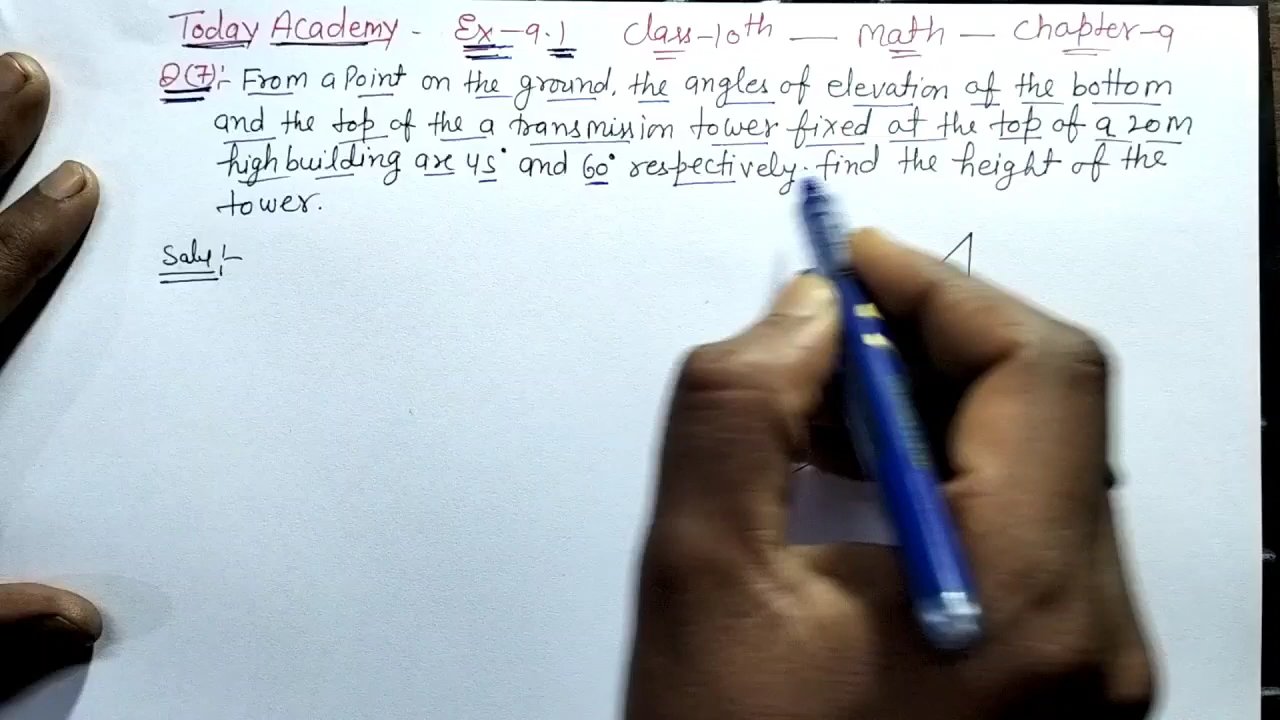 Today Academy - Ex-9.1 Class-10th - Math - Chapter-9
Q(7):- From a Point on the ground, the angles of elevation of the bottom
and the top of the a transmission tower fixed at the top of a 20m
high building are 45° and 60° respectively. find the height of the
tower.
Solu:-